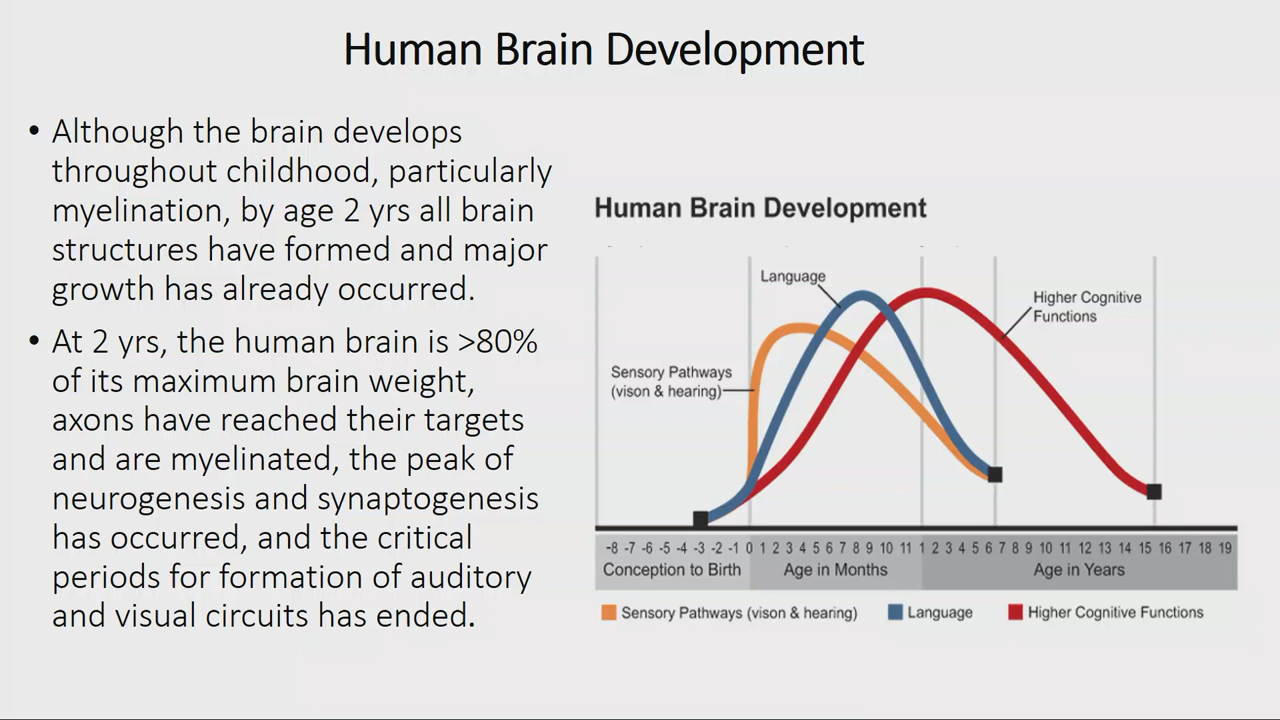 Human Brain Development
• Although the brain develops
throughout childhood, particularly
myelination, by age 2 yrs all brain
structures have formed and major
growth has already occurred.
• At 2 yrs, the human brain is >80%
of its maximum brain weight,
axons have reached their targets
and are myelinated, the peak of
neurogenesis and synaptogenesis
has occurred, and the critical
periods for formation of auditory
and visual circuits has ended.
Human Brain Development
Language
Higher Cognitive
Functions
Sensory Pathways
(vison & hearing)
-8 -7 -6 -5 -4 -3 -2 -1 0 1 2 3 4 5 6 7 8 9 10 11 1 2 3 4 5 6 7 8 9 10 11 12 13 14 15 16 17 18 19
Conception to Birth Age in Months Age in Years
Sensory Pathways (vison & hearing) Language Higher Cognitive Functions